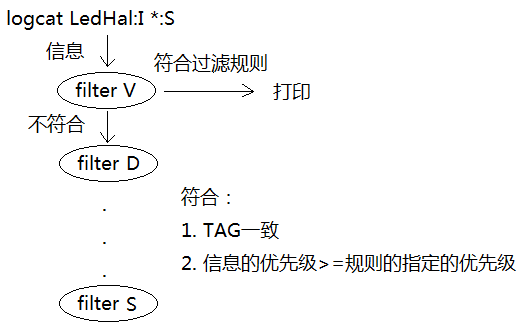 logcat LedHal:I *:S
信息
符合过滤规则
filter V
打印
不符合
filter D
.
符合：
.
1. TAG一致
.
2. 信息的优先级>=规则的指定的优先级
filter S